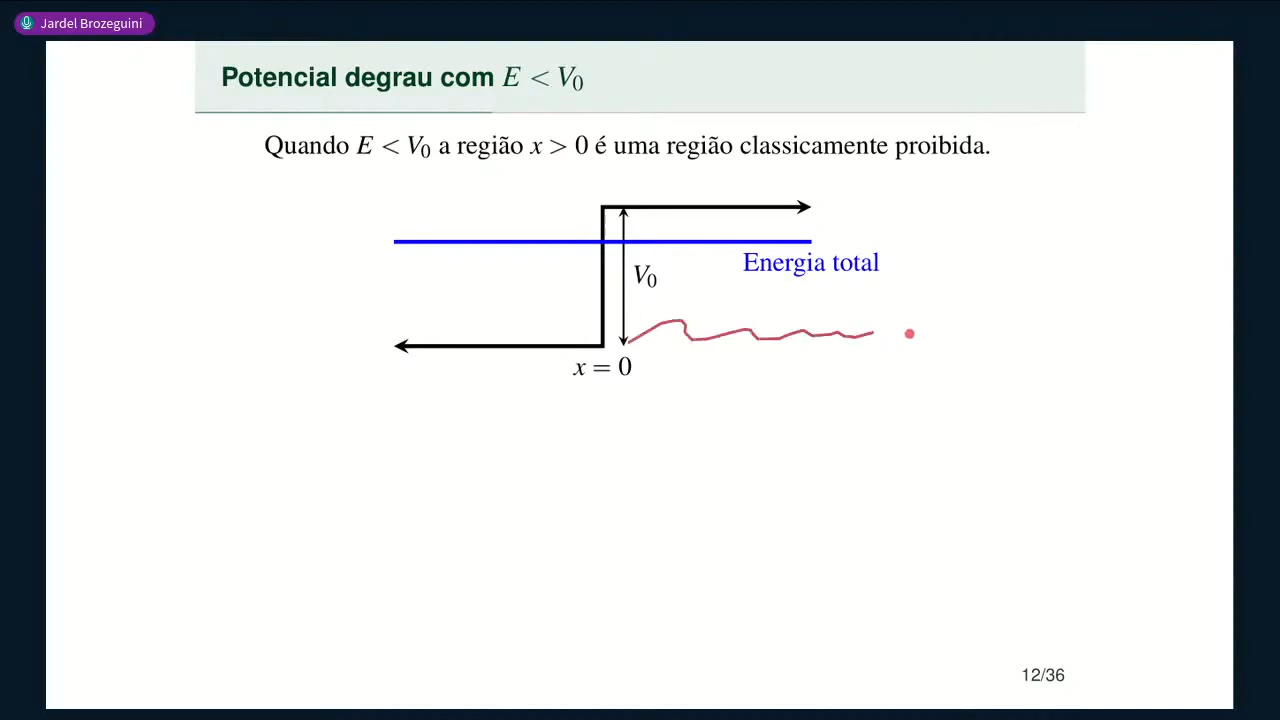 Jardel Brozeguini
Potencial degrau com E < V₀
Quando E < V₀ a região x > 0 é uma região classicamente proibida.
Energia total
V₀
x = 0
12/36